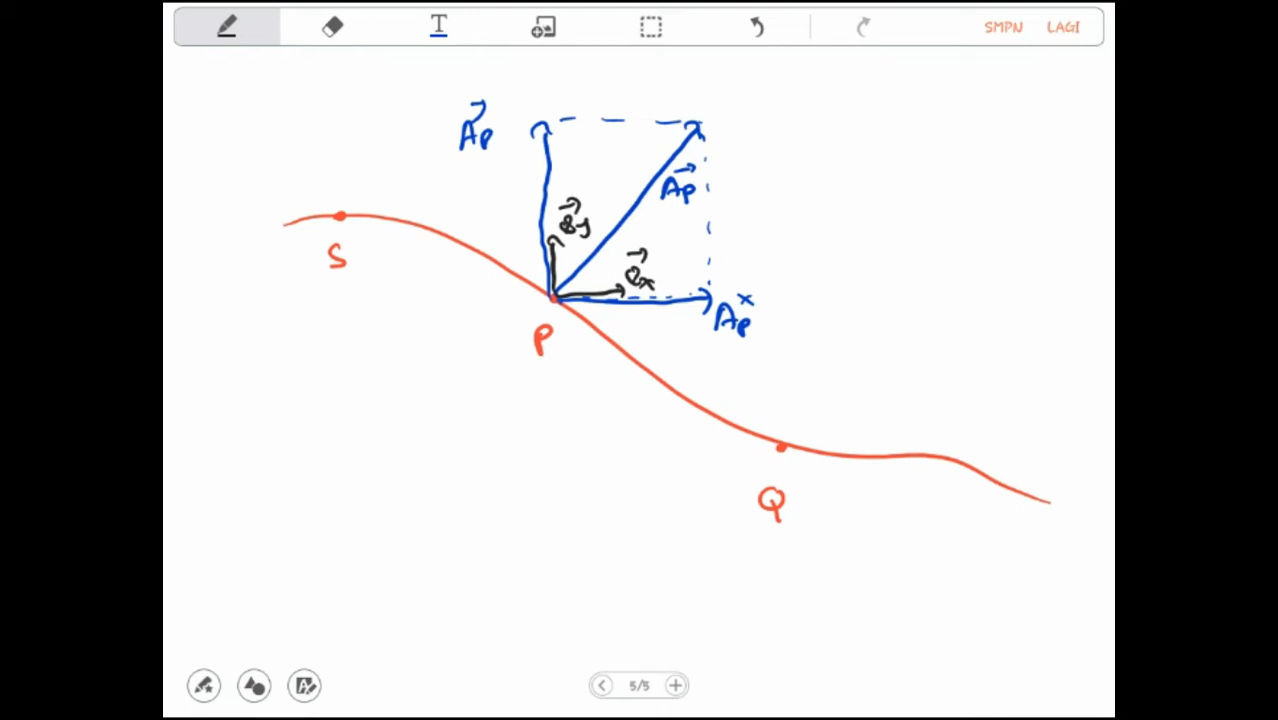 T SMPN LAGI
A⃗p
A⃗p
e⃗y
e⃗x
S
Apˣ
P
Q
5/5